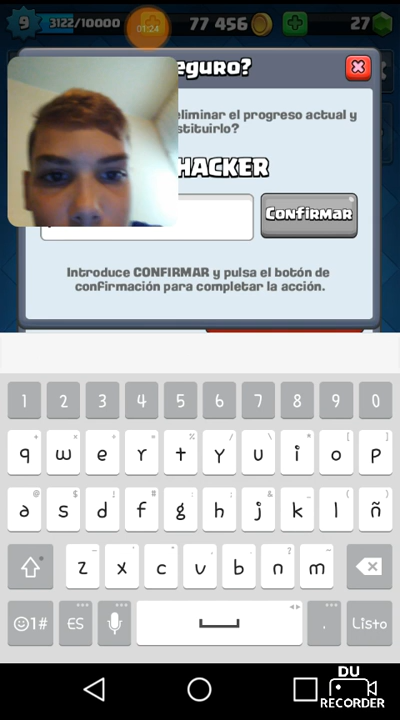 9 3122/10000 01:24 77 456 27
eguro?
eliminar el progreso actual y
stituirlo?
HACKER
Confirmar
Introduce CONFIRMAR y pulsa el botón de
confirmación para completar la acción.
1 2 3 4 5 6 7 8 9 0
q w e r t y u i o p
a s d f g h j k l ñ
z x c v b n m
1# ES . Listo
DU
RECORDER